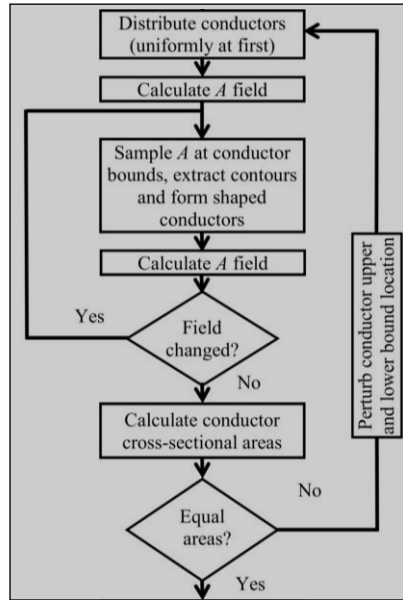 Distribute conductors
(uniformly at first)
Calculate A field
Sample A at conductor
bounds, extract contours
and form shaped
conductors
Calculate A field
Yes
Field
changed?
No
Calculate conductor
cross-sectional areas
Perturb conductor upper
and lower bound location
No
Equal
areas?
Yes